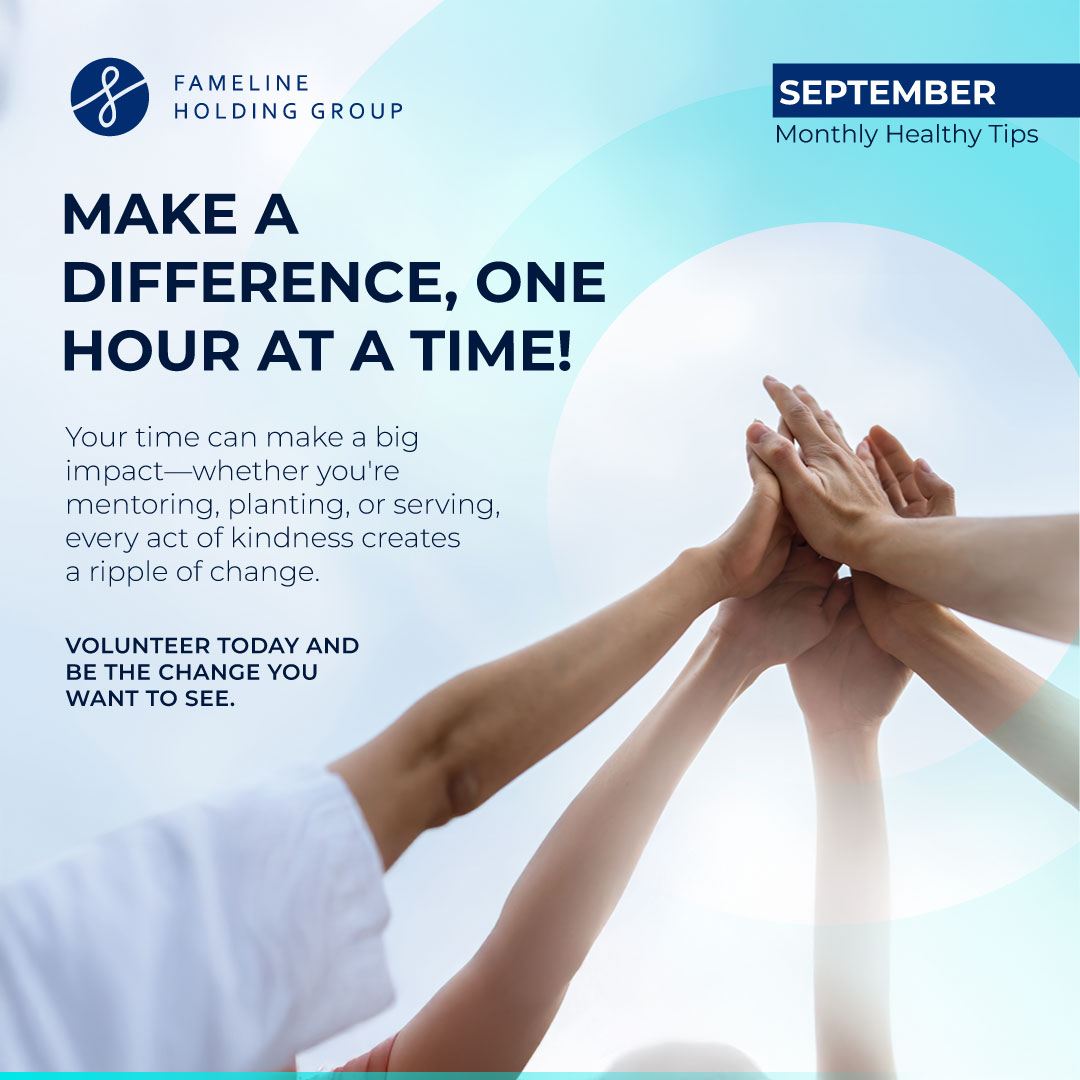 FAMELINE
HOLDING GROUP
SEPTEMBER
Monthly Healthy Tips
MAKE A
DIFFERENCE, ONE
HOUR AT A TIME!
Your time can make a big
impact—whether you're
mentoring, planting, or serving,
every act of kindness creates
a ripple of change.
VOLUNTEER TODAY AND
BE THE CHANGE YOU
WANT TO SEE.